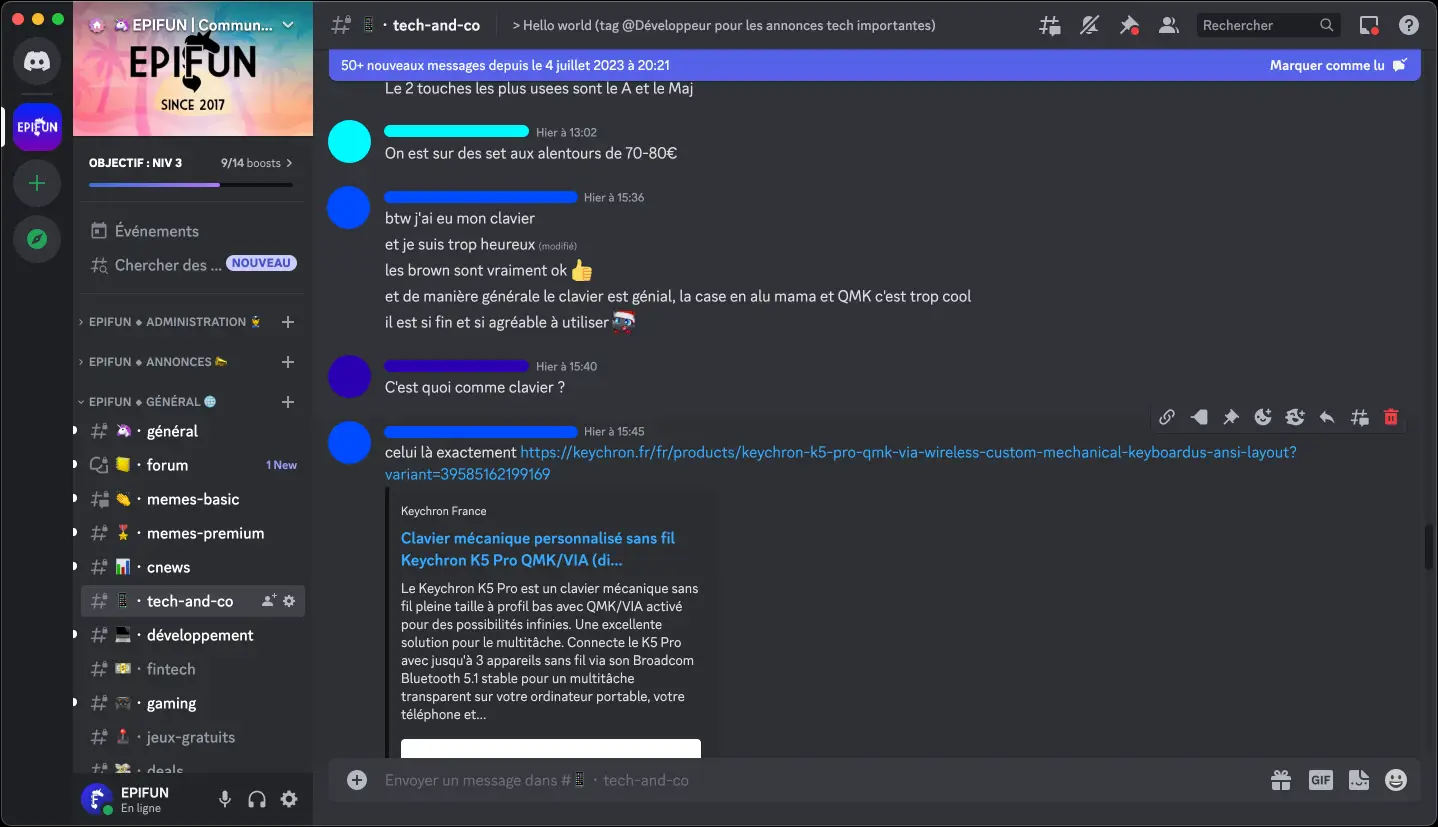 EPIFUN | Commun...
EPIFUN
SINCE 2017
OBJECTIF : NIV 3
9/14 boosts
Événements
Chercher des ...
NOUVEAU
EPIFUN ◆ ADMINISTRATION
EPIFUN ◆ ANNONCES
EPIFUN ◆ GÉNÉRAL
· général
· forum
1 New
· memes-basic
· memes-premium
· cnews
· tech-and-co
· développement
· fintech
· gaming
· jeux-gratuits
· deals
EPIFUN
En ligne
EPIFUN
· tech-and-co
> Hello world (tag @Développeur pour les annonces tech importantes)
Rechercher
50+ nouveaux messages depuis le 4 juillet 2023 à 20:21
Marquer comme lu
Le 2 touches les plus usees sont le A et le Maj
Hier à 13:02
On est sur des set aux alentours de 70-80€
Hier à 15:36
btw j'ai eu mon clavier
et je suis trop heureux (modifié)
les brown sont vraiment ok
et de manière générale le clavier est génial, la case en alu mama et QMK c'est trop cool
il est si fin et si agréable à utiliser
Hier à 15:40
C'est quoi comme clavier ?
Hier à 15:45
celui là exactement https://keychron.fr/fr/products/keychron-k5-pro-qmk-via-wireless-custom-mechanical-keyboardus-ansi-layout?
variant=39585162199169
Keychron France
Clavier mécanique personnalisé sans fil
Keychron K5 Pro QMK/VIA (di...
Le Keychron K5 Pro est un clavier mécanique sans
fil pleine taille à profil bas avec QMK/VIA activé
pour des possibilités infinies. Une excellente
solution pour le multitâche. Connecte le K5 Pro
avec jusqu'à 3 appareils sans fil via son Broadcom
Bluetooth 5.1 stable pour un multitâche
transparent sur votre ordinateur portable, votre
téléphone et...
Envoyer un message dans # · tech-and-co
GIF